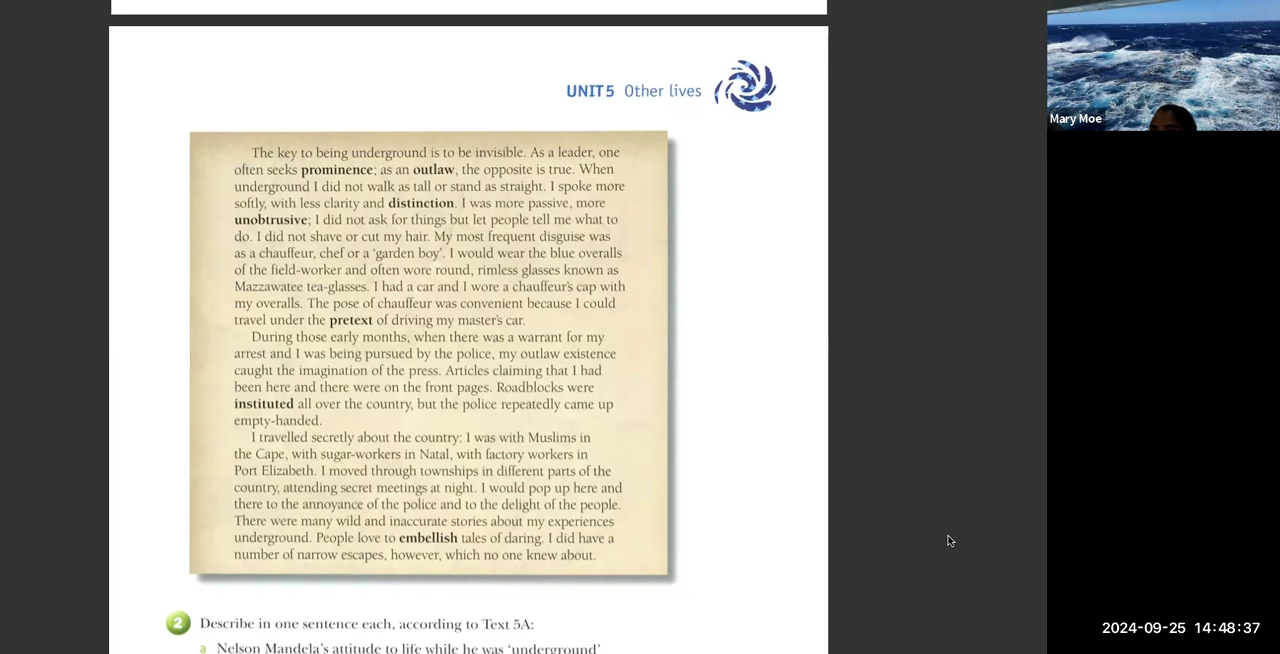 UNIT 5 Other lives
The key to being underground is to be invisible. As a leader, one
often seeks prominence; as an outlaw, the opposite is true. When
underground I did not walk as tall or stand as straight. I spoke more
softly, with less clarity and distinction. I was more passive, more
unobtrusive; I did not ask for things but let people tell me what to
do. I did not shave or cut my hair. My most frequent disguise was
as a chauffeur, chef or a ‘garden boy’. I would wear the blue overalls
of the field-worker and often wore round, rimless glasses known as
Mazzawatee tea-glasses. I had a car and I wore a chauffeur's cap with
my overalls. The pose of chauffeur was convenient because I could
travel under the pretext of driving my master's car.
During those early months, when there was a warrant for my
arrest and I was being pursued by the police, my outlaw existence
caught the imagination of the press. Articles claiming that I had
been here and there were on the front pages. Roadblocks were
instituted all over the country, but the police repeatedly came up
empty-handed.
I travelled secretly about the country: I was with Muslims in
the Cape, with sugar-workers in Natal, with factory workers in
Port Elizabeth. I moved through townships in different parts of the
country, attending secret meetings at night. I would pop up here and
there to the annoyance of the police and to the delight of the people.
There were many wild and inaccurate stories about my experiences
underground. People love to embellish tales of daring. I did have a
number of narrow escapes, however, which no one knew about.
2 Describe in one sentence each, according to Text 5A:
a Nelson Mandela's attitude to life while he was ‘underground’
Mary Moe
2024-09-25 14:48:37